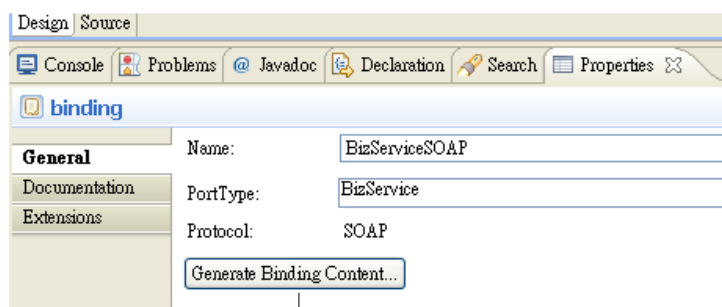 Design Source
Console Problems @ Javadoc Declaration Search Properties
binding
General
Documentation
Extensions
Name: BizServiceSOAP
PortType: BizService
Protocol: SOAP
Generate Binding Content...